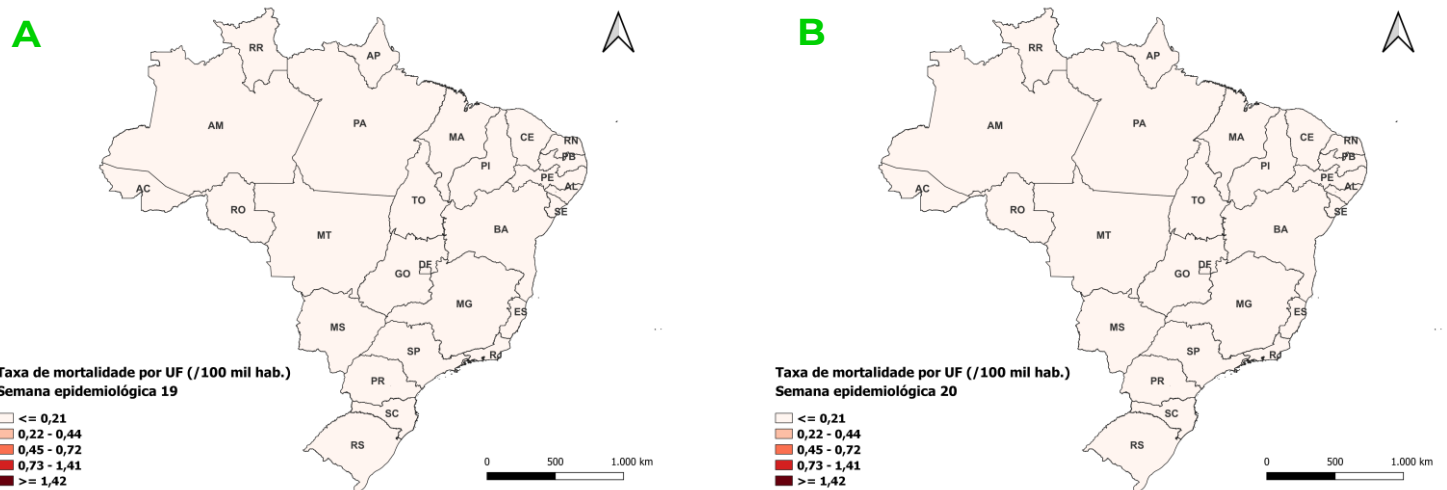 A
RR
AP
AM
PA
MA
CE
RN
PB
PI
PE
AL
AC
SE
TO
RO
BA
MT
DF
GO
MG
ES
MS
SP
RJ
PR
SC
RS
Taxa de mortalidade por UF (/100 mil hab.)
Semana epidemiológica 19
<= 0,21
0,22 - 0,44
0,45 - 0,72
0,73 - 1,41
>= 1,42
0 500 1.000 km
B
RR
AP
AM
PA
MA
CE
RN
PB
PI
PE
AL
AC
SE
TO
RO
BA
MT
DF
GO
MG
ES
MS
SP
RJ
PR
SC
RS
Taxa de mortalidade por UF (/100 mil hab.)
Semana epidemiológica 20
<= 0,21
0,22 - 0,44
0,45 - 0,72
0,73 - 1,41
>= 1,42
0 500 1.000 km